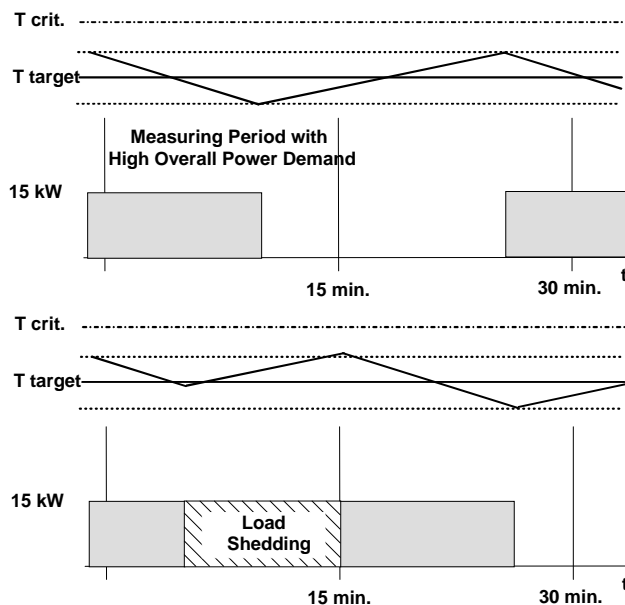 T crit.
T target
Measuring Period with
High Overall Power Demand
15 kW
t
15 min.
30 min.
T crit.
T target
15 kW
Load
Shedding
t
15 min.
30 min.